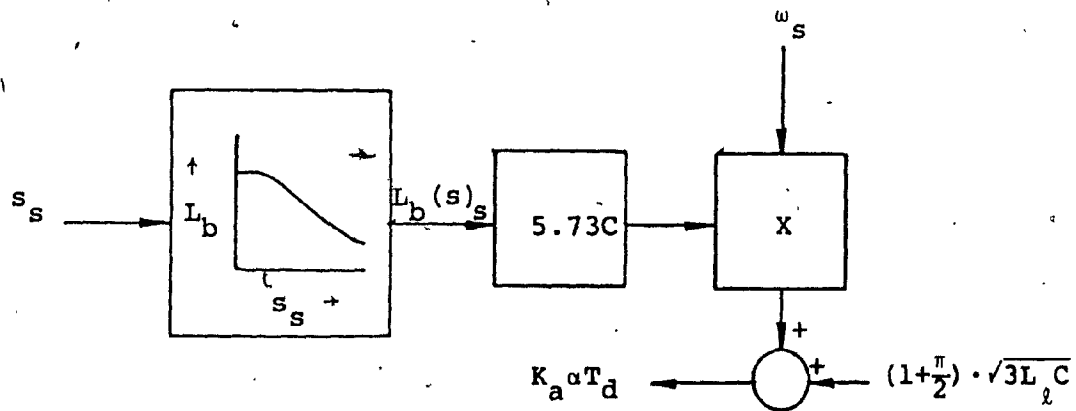 ω_s
s_s
↑
L_b
s_s →
→
L_b(s)_s
5.73C
X
+
+
K_a αT_d
(1+π/2)·√3L_ℓC